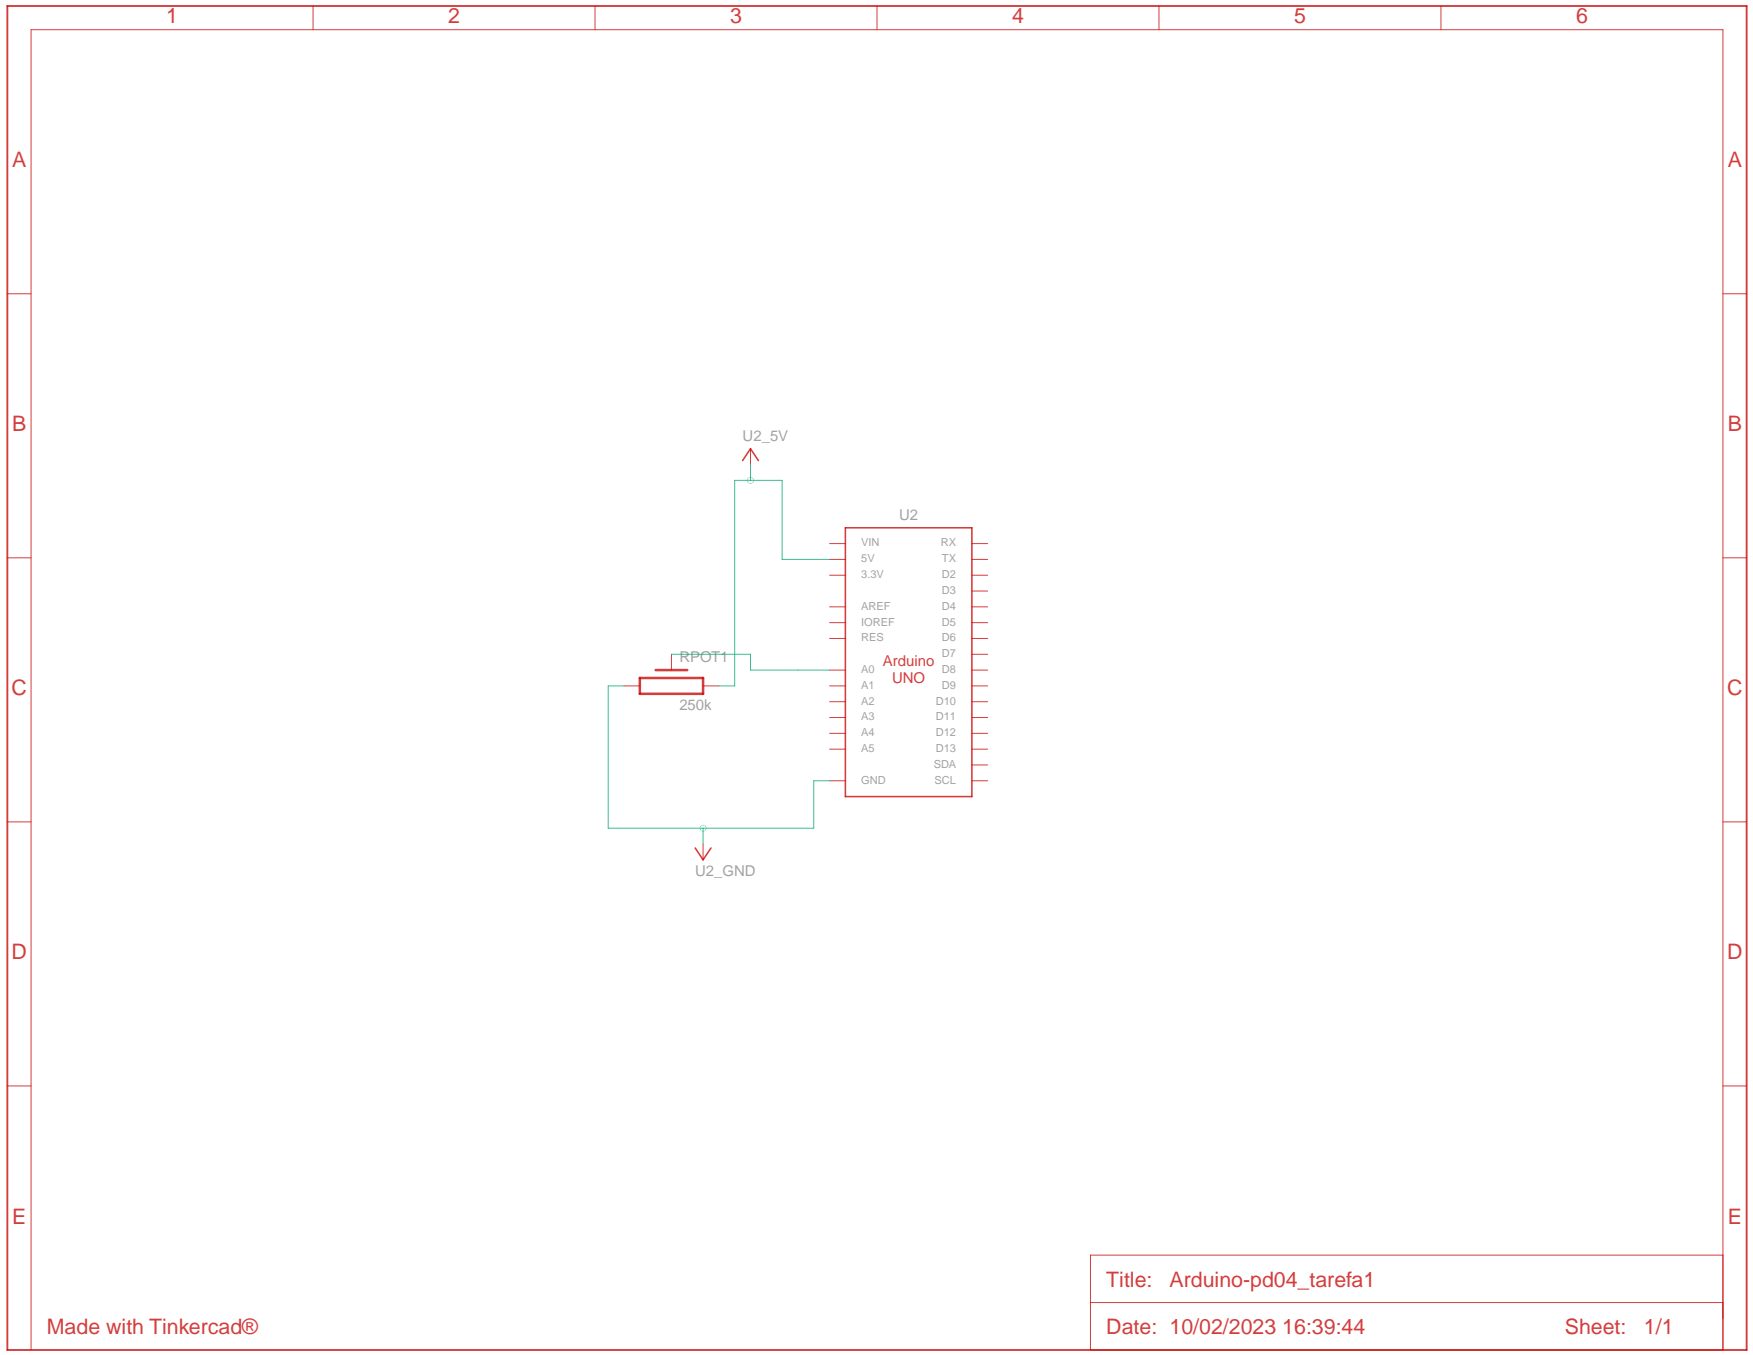 1 2 3 4 5 6
A A
B B
U2_5V
U2
VIN RX
5V TX
3.3V D2
D3
AREF D4
IOREF D5
RES D6
D7
RPOT1
Arduino
UNO
A0 D8
A1 D9
C C
A2 D10
250k
A3 D11
A4 D12
A5 D13
SDA
GND SCL
U2_GND
D D
E E
Title: Arduino-pd04_tarefa1
Made with Tinkercad®
Date: 10/02/2023 16:39:44 Sheet: 1/1